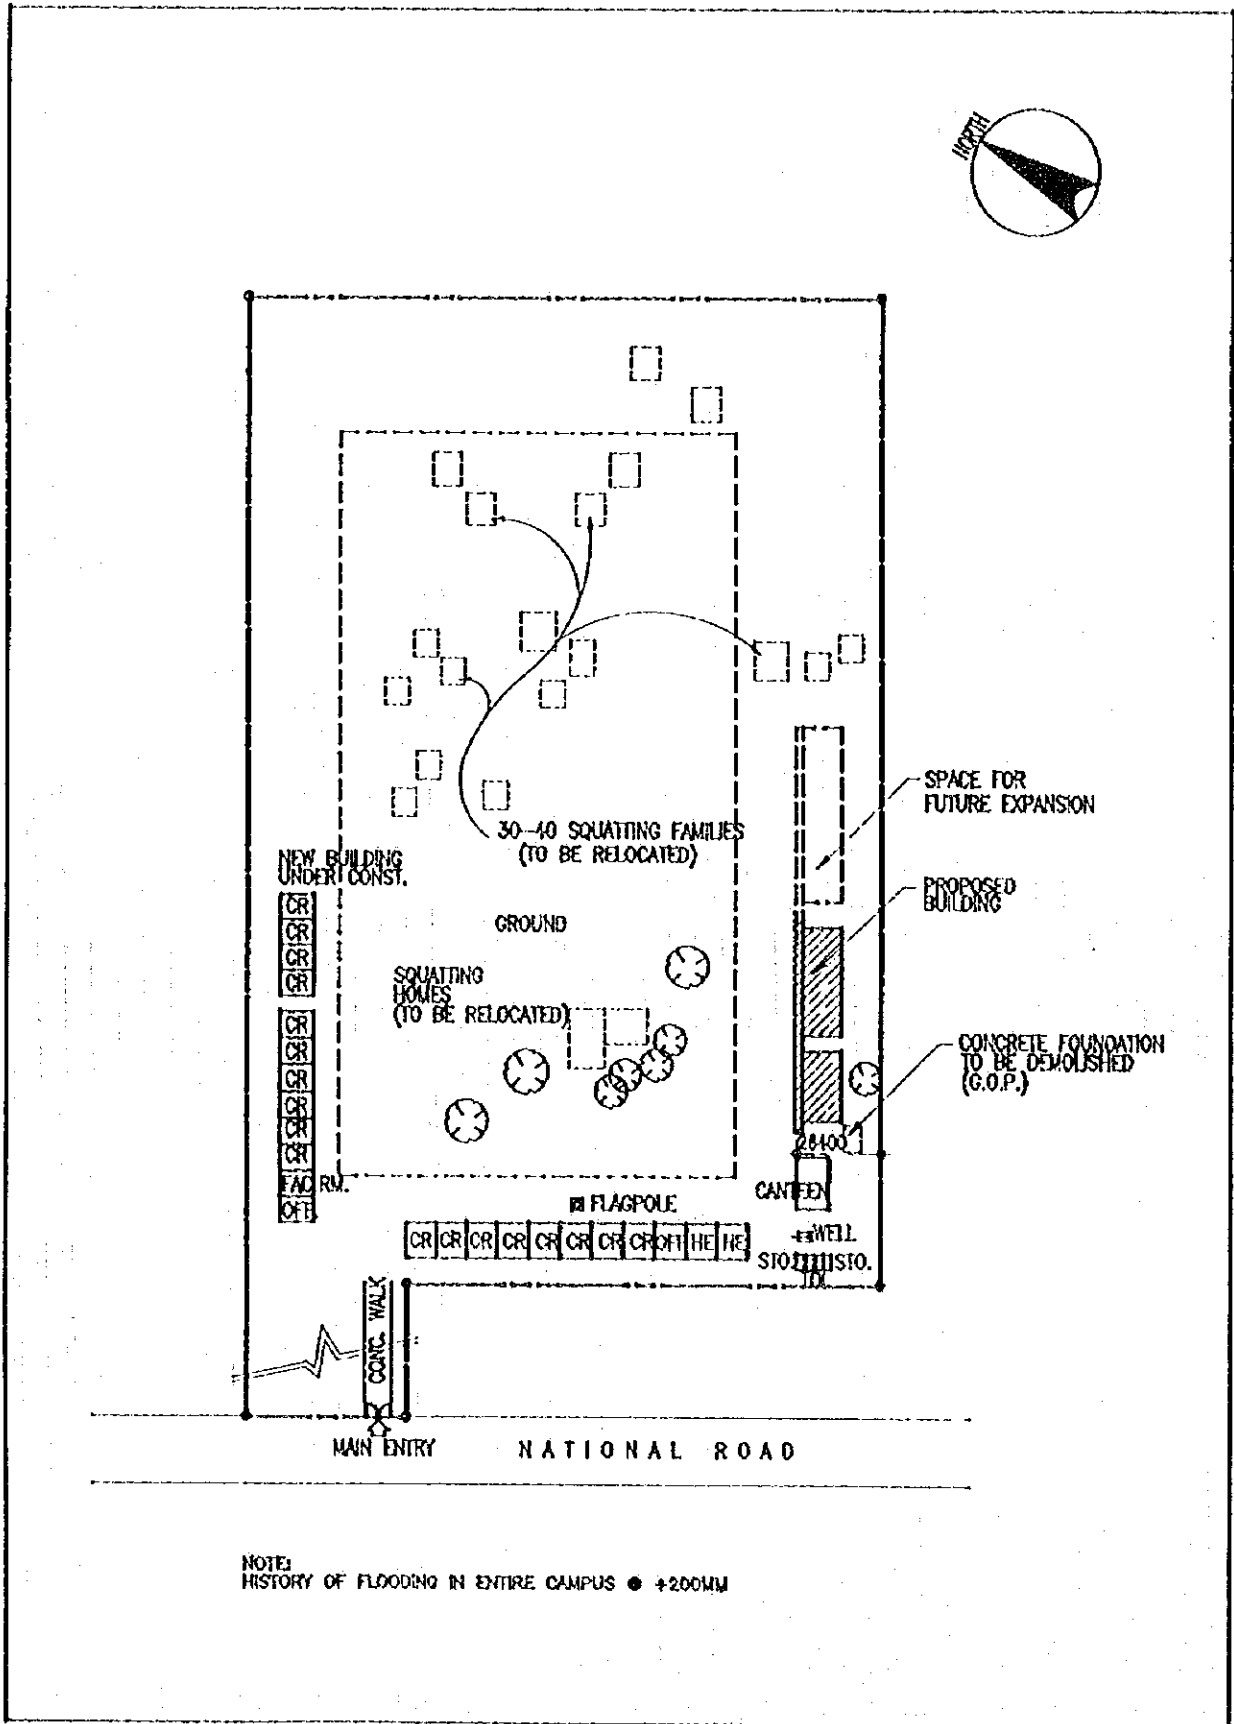 NORTH
SPACE FOR
FUTURE EXPANSION
30-40 SQUATTING FAMILIES
(TO BE RELOCATED)
NEW BUILDING
UNDER CONST.
PROPOSED
BUILDING
CR
CR
CR
CR
GROUND
SQUATTING
HOMES
(TO BE RELOCATED)
CR
CR
CR
CR
CR
CR
FAC RM.
OFF.
CONCRETE FOUNDATION
TO BE DEMOLISHED
(G.O.P.)
CANTEEN
FLAGPOLE
CR CR CR CR CR CR CR CR OFF HE HE
WELL
STO. STO.
CONC. WALK
MAIN ENTRY
NATIONAL ROAD
NOTE:
HISTORY OF FLOODING IN ENTIRE CAMPUS @ +200MM